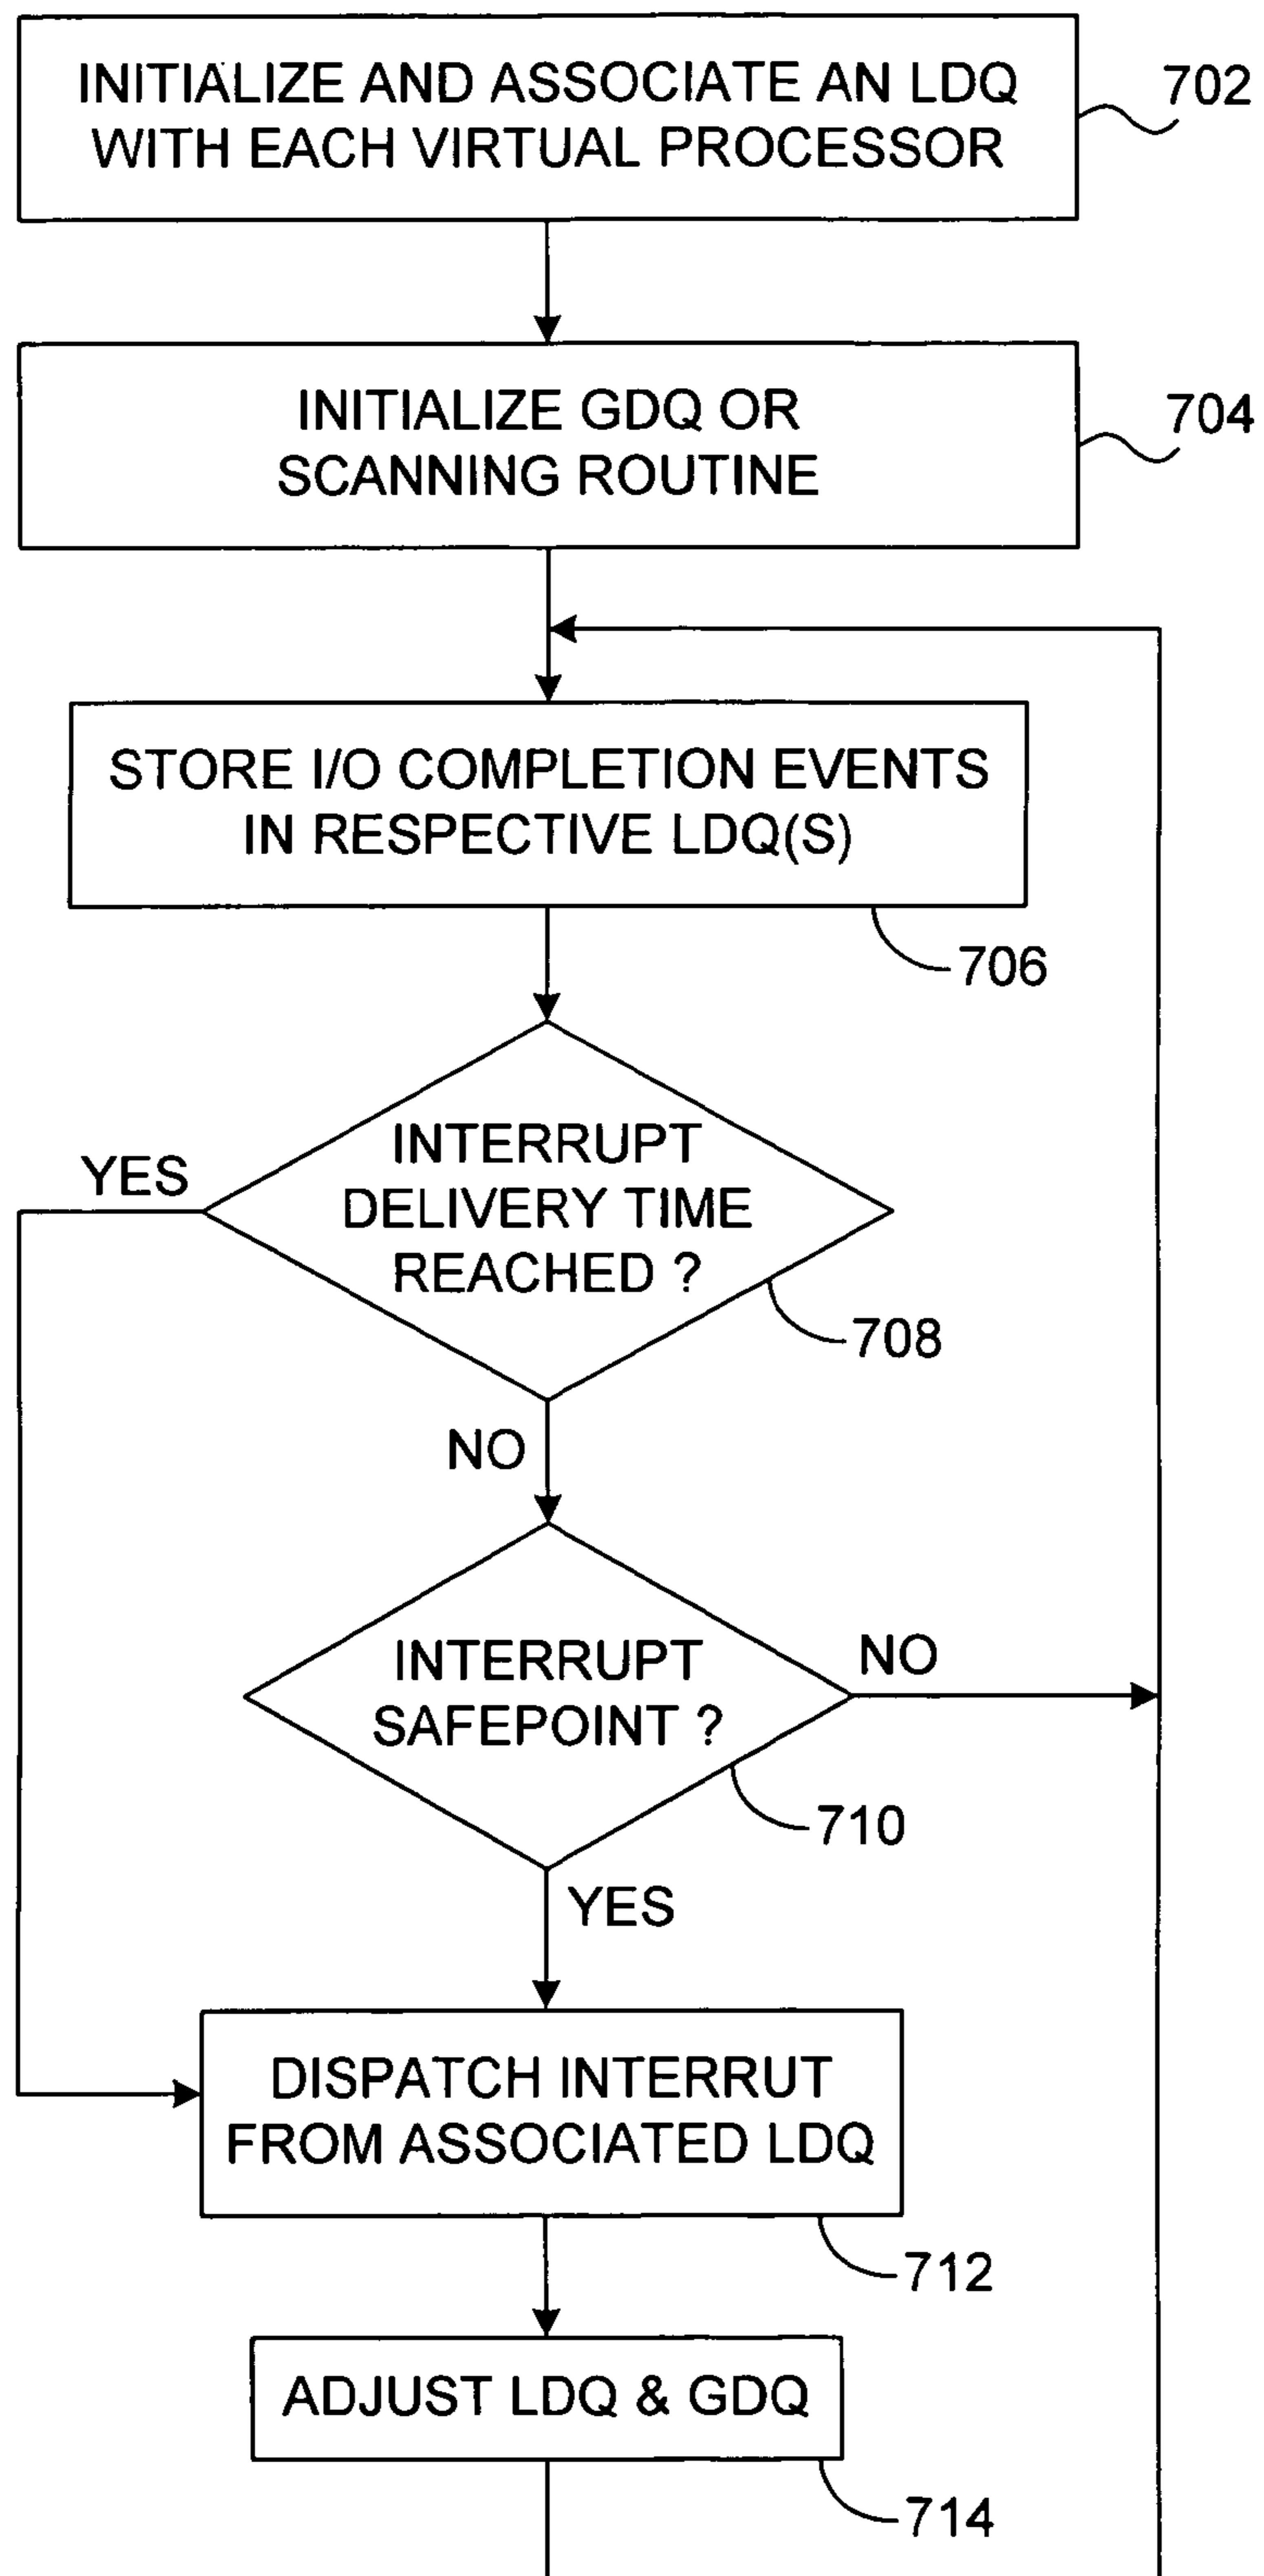 INITIALIZE AND ASSOCIATE AN LDQ
WITH EACH VIRTUAL PROCESSOR
702
INITIALIZE GDQ OR
SCANNING ROUTINE
704
STORE I/O COMPLETION EVENTS
IN RESPECTIVE LDQ(S)
706
INTERRUPT
DELIVERY TIME
REACHED ?
YES
708
NO
INTERRUPT
SAFEPOINT ?
NO
710
YES
DISPATCH INTERRUT
FROM ASSOCIATED LDQ
712
ADJUST LDQ & GDQ
714